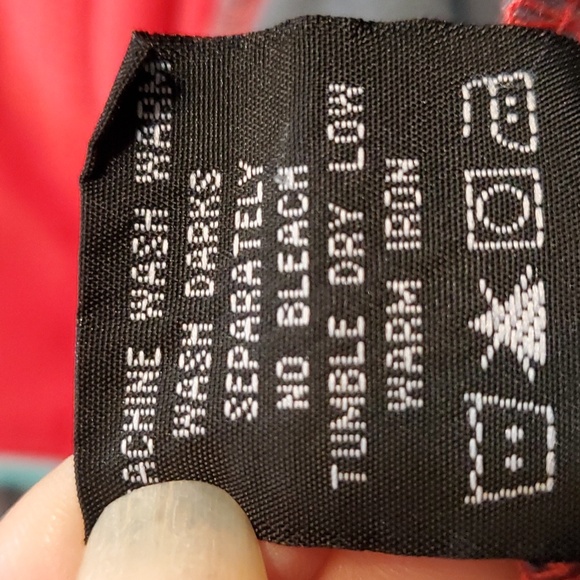 ACHINE WASH WARM
WASH DARKS
SEPARATELY
NO BLEACH
TUMBLE DRY LOW
WARM IRON